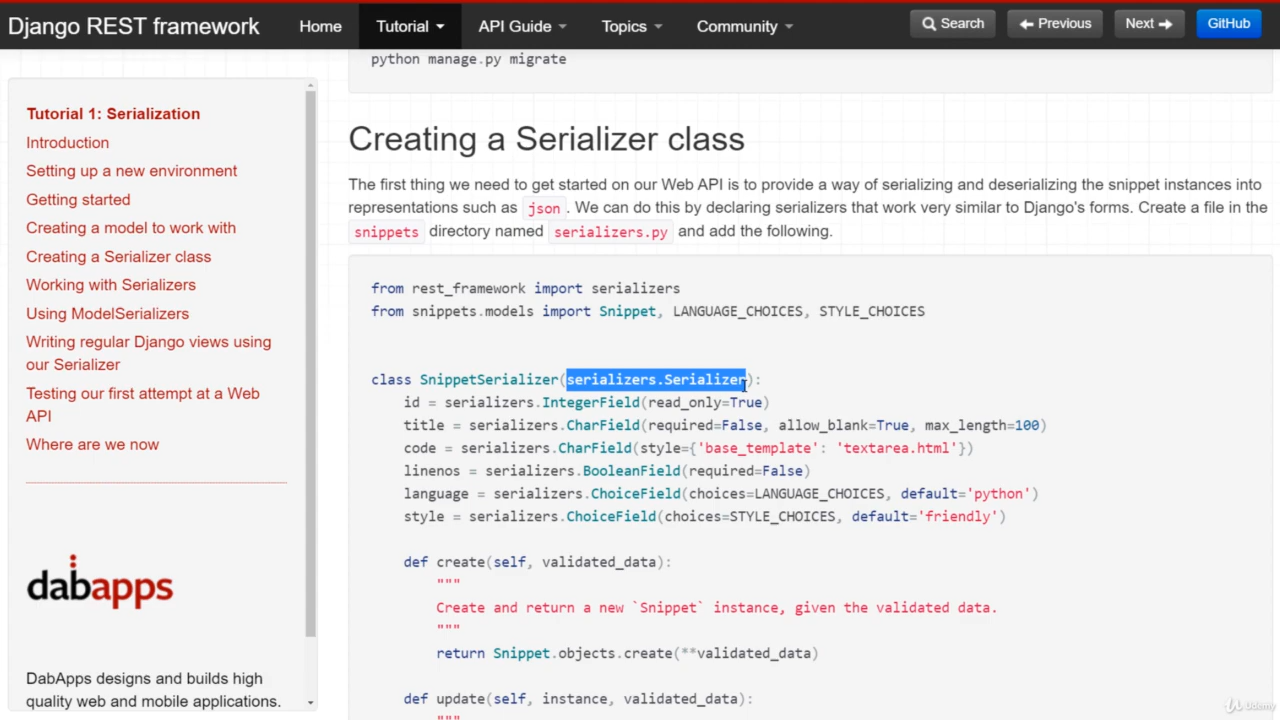 Django REST framework
Home
Tutorial
API Guide
Topics
Community
Search
Previous
Next
GitHub
Tutorial 1: Serialization
Introduction
Setting up a new environment
Getting started
Creating a model to work with
Creating a Serializer class
Working with Serializers
Using ModelSerializers
Writing regular Django views using
our Serializer
Testing our first attempt at a Web
API
Where are we now
dabapps
DabApps designs and builds high
quality web and mobile applications.
python manage.py migrate
Creating a Serializer class
The first thing we need to get started on our Web API is to provide a way of serializing and deserializing the snippet instances into
representations such as json. We can do this by declaring serializers that work very similar to Django's forms. Create a file in the
snippets directory named serializers.py and add the following.
from rest_framework import serializers
from snippets.models import Snippet, LANGUAGE_CHOICES, STYLE_CHOICES
class SnippetSerializer(serializers.Serializer):
    id = serializers.IntegerField(read_only=True)
    title = serializers.CharField(required=False, allow_blank=True, max_length=100)
    code = serializers.CharField(style={'base_template': 'textarea.html'})
    linenos = serializers.BooleanField(required=False)
    language = serializers.ChoiceField(choices=LANGUAGE_CHOICES, default='python')
    style = serializers.ChoiceField(choices=STYLE_CHOICES, default='friendly')
    def create(self, validated_data):
        """
        Create and return a new `Snippet` instance, given the validated data.
        """
        return Snippet.objects.create(**validated_data)
    def update(self, instance, validated_data):
        """
Udemy